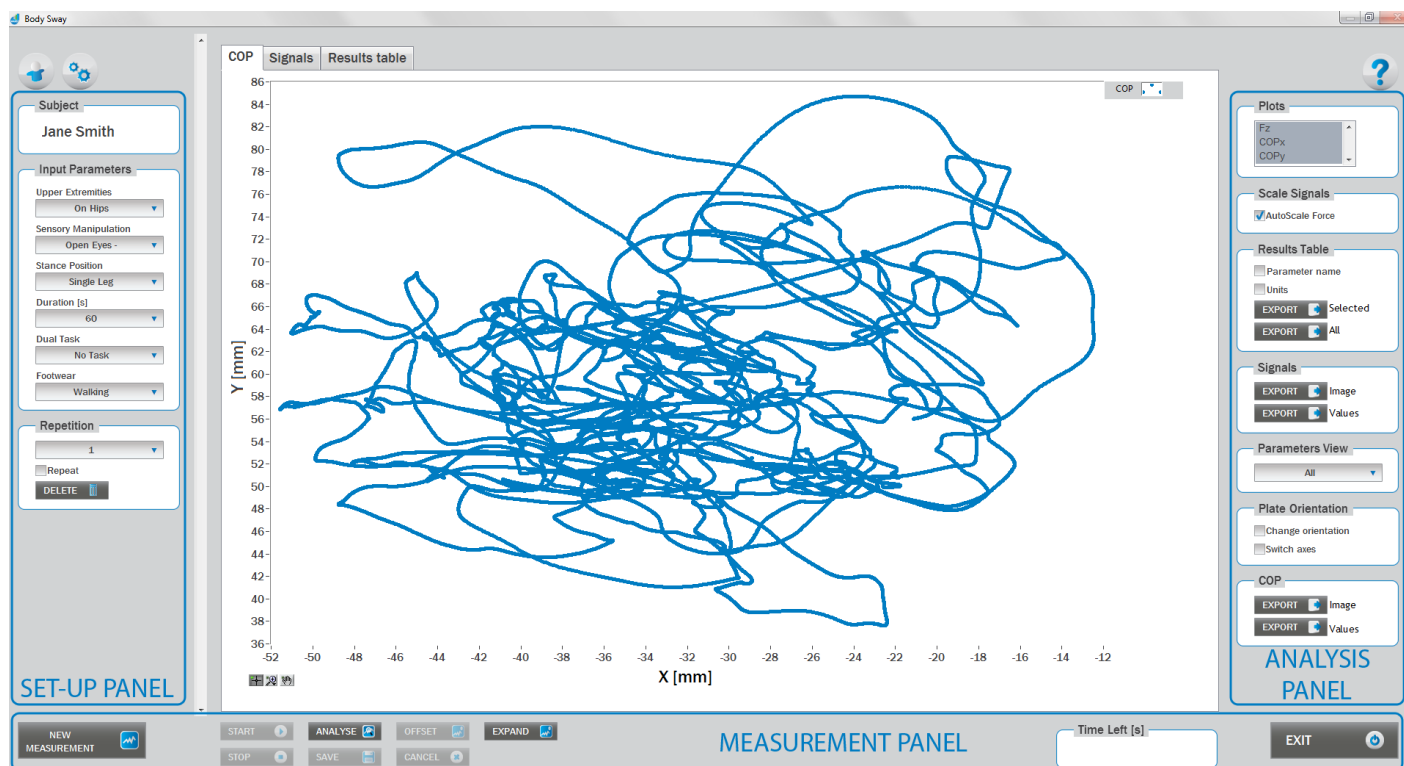 Body Sway
Subject
Jane Smith
Input Parameters
Upper Extremities
On Hips
Sensory Manipulation
Open Eyes -
Stance Position
Single Leg
Duration [s]
60
Dual Task
No Task
Footwear
Walking
Repetition
1
Repeat
DELETE
SET-UP PANEL
COP Signals Results table
COP
86
84
82
80
78
76
74
72
70
68
66
64
62
60
58
56
54
52
50
48
46
44
42
40
38
36
Y [mm]
-52 -50 -48 -46 -44 -42 -40 -38 -36 -34 -32 -30 -28 -26 -24 -22 -20 -18 -16 -14 -12
X [mm]
?
Plots
Fz
COPx
COPy
Scale Signals
AutoScale Force
Results Table
Parameter name
Units
EXPORT Selected
EXPORT All
Signals
EXPORT Image
EXPORT Values
Parameters View
All
Plate Orientation
Change orientation
Switch axes
COP
EXPORT Image
EXPORT Values
ANALYSIS
PANEL
NEW
MEASUREMENT
START ANALYSE OFFSET EXPAND
STOP SAVE CANCEL
MEASUREMENT PANEL
Time Left [s]
EXIT